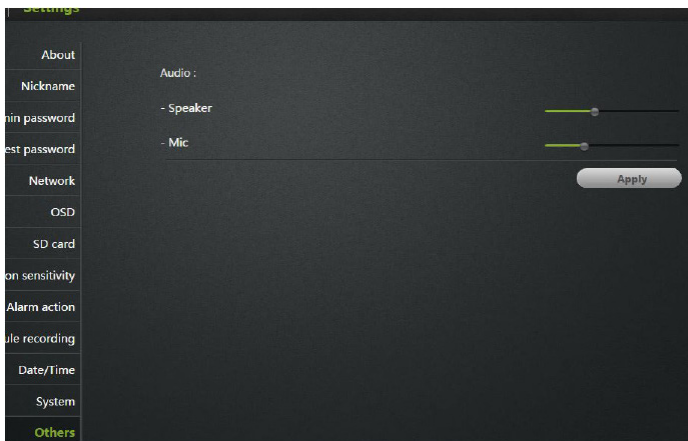 Settings
About
Nickname
min password
est password
Network
OSD
SD card
on sensitivity
Alarm action
ule recording
Date/Time
System
Others
Audio :
- Speaker
- Mic
Apply